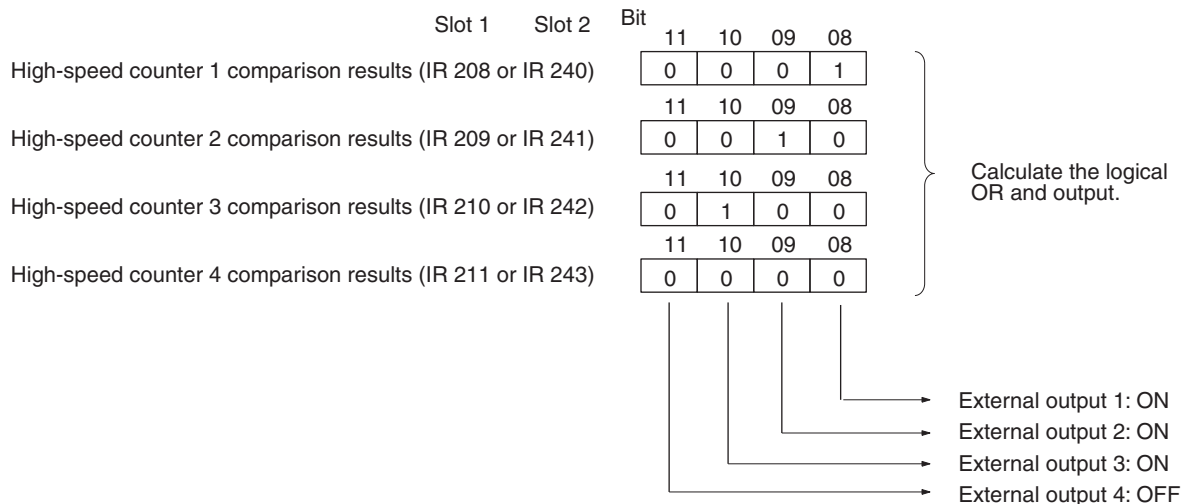 Slot 1 Slot 2 Bit
11 10 09 08
High-speed counter 1 comparison results (IR 208 or IR 240) 0 0 0 1
11 10 09 08
High-speed counter 2 comparison results (IR 209 or IR 241) 0 0 1 0
11 10 09 08
High-speed counter 3 comparison results (IR 210 or IR 242) 0 1 0 0
11 10 09 08
High-speed counter 4 comparison results (IR 211 or IR 243) 0 0 0 0
Calculate the logical
OR and output.
External output 1: ON
External output 2: ON
External output 3: ON
External output 4: OFF